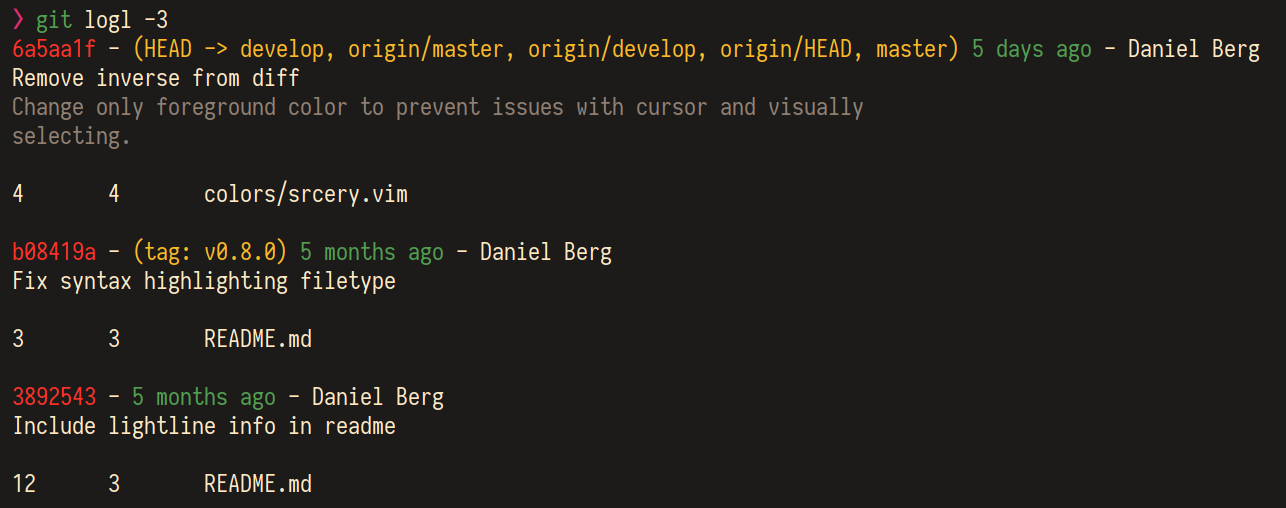 ❯ git logl -3
6a5aa1f - (HEAD -> develop, origin/master, origin/develop, origin/HEAD, master) 5 days ago - Daniel Berg
Remove inverse from diff
Change only foreground color to prevent issues with cursor and visually
selecting.
4 4 colors/srcery.vim
b08419a - (tag: v0.8.0) 5 months ago - Daniel Berg
Fix syntax highlighting filetype
3 3 README.md
3892543 - 5 months ago - Daniel Berg
Include lightline info in readme
12 3 README.md